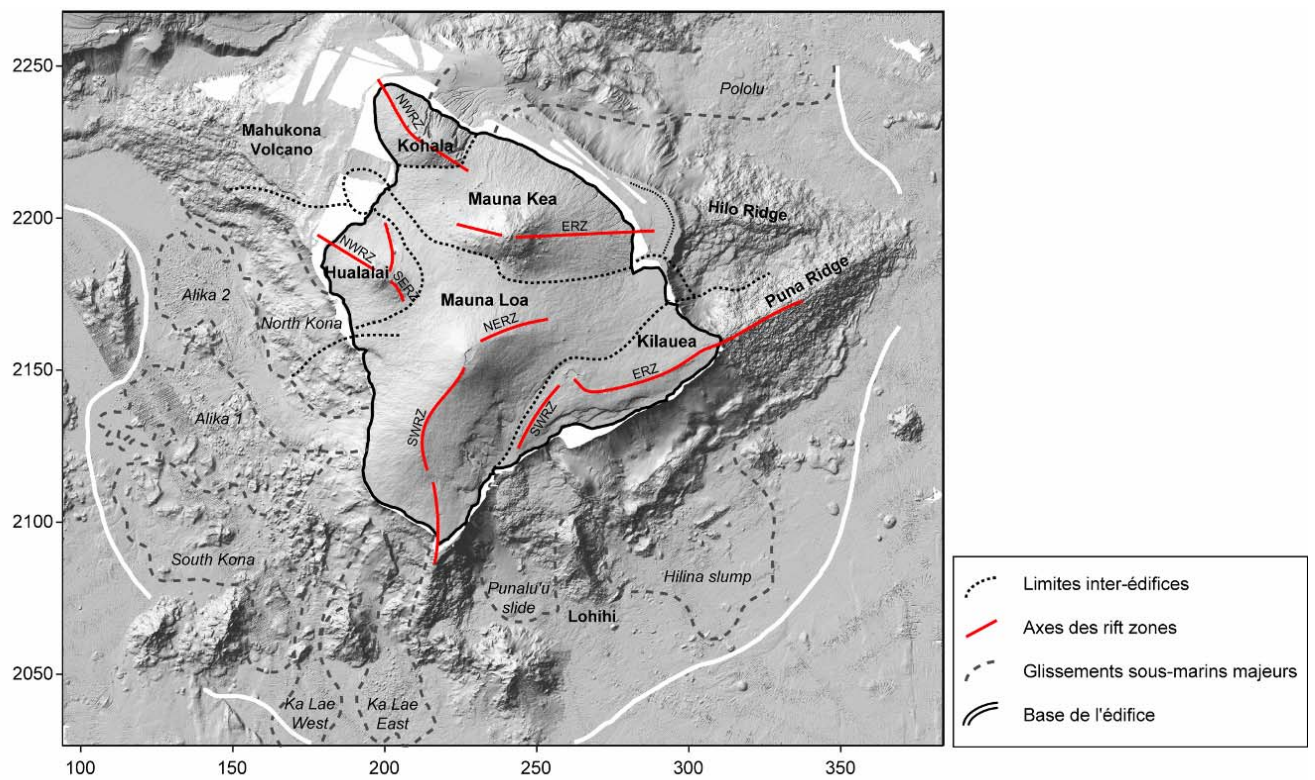 2250
2200
2150
2100
2050
100
150
200
250
300
350
Pololu
NWRZ
Mahukona
Volcano
Kohala
Mauna Kea
ERZ
Hilo Ridge
NWRZ
Hualalai
SERZ
Puna Ridge
Alika 2
Mauna Loa
North Kona
NERZ
Kilauea
ERZ
Alika 1
SWRZ
SWRZ
South Kona
Punalu'u
slide
Hilina slump
Lohihi
Ka Lae
West
Ka Lae
East
Limites inter-édifices
Axes des rift zones
Glissements sous-marins majeurs
Base de l'édifice